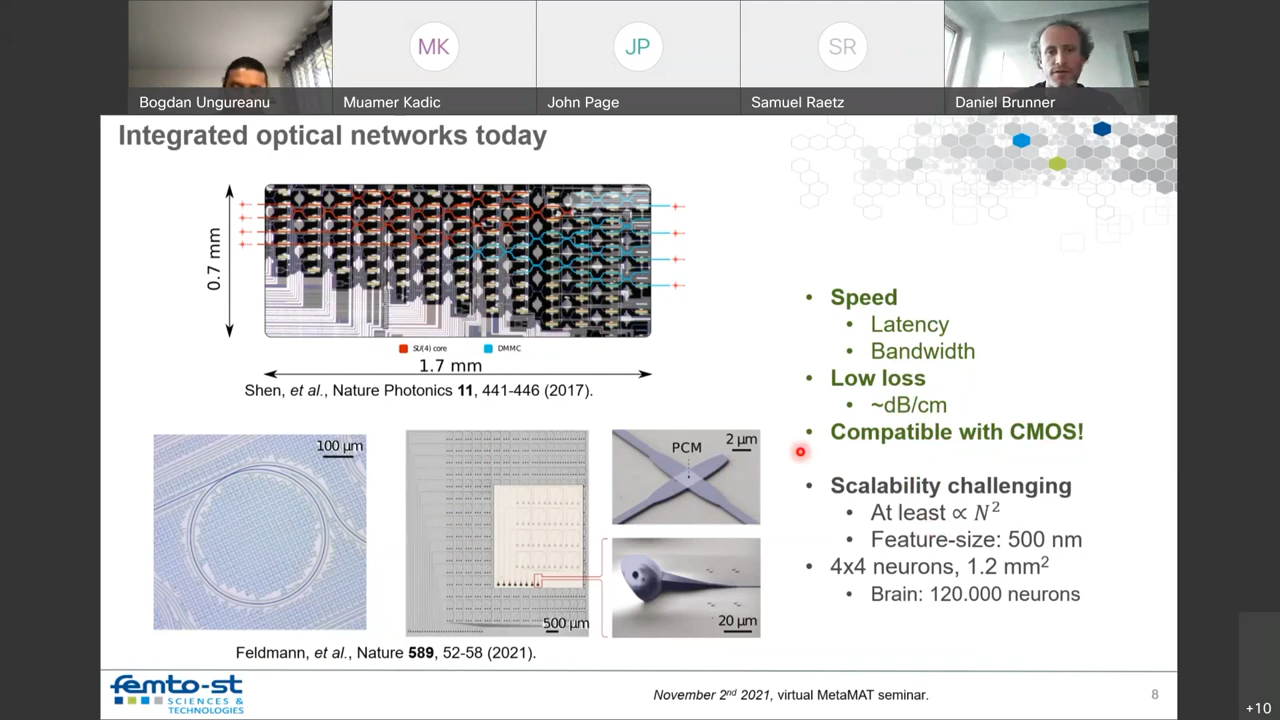 MK
JP
SR
Bogdan Ungureanu
Muamer Kadic
John Page
Samuel Raetz
Daniel Brunner
Integrated optical networks today
0.7 mm
SU(4) core
DMMC
1.7 mm
Shen, et al., Nature Photonics 11, 441-446 (2017).
100 µm
500 µm
PCM
2 µm
20 µm
Feldmann, et al., Nature 589, 52-58 (2021).
• Speed
• Latency
• Bandwidth
• Low loss
• ~dB/cm
• Compatible with CMOS!
• Scalability challenging
• At least ∝ N²
• Feature-size: 500 nm
• 4x4 neurons, 1.2 mm²
• Brain: 120.000 neurons
femto-st
SCIENCES &
TECHNOLOGIES
November 2nd 2021, virtual MetaMAT seminar.
8
+10